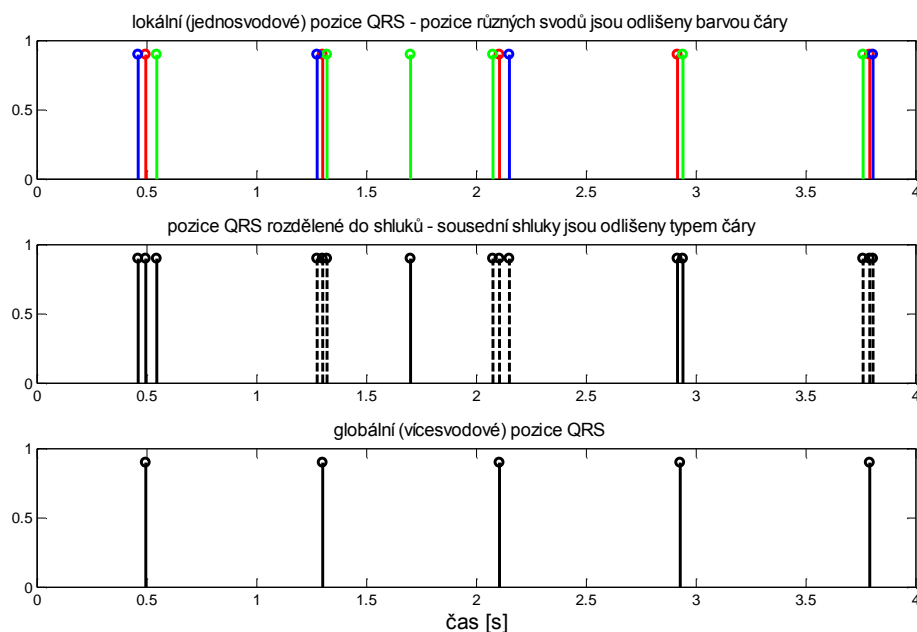 lokální (jednosvodové) pozice QRS - pozice různých svodů jsou odlišeny barvou čáry
1
0.5
0
0 0.5 1 1.5 2 2.5 3 3.5 4
pozice QRS rozdělené do shluků - sousední shluky jsou odlišeny typem čáry
1
0.5
0
0 0.5 1 1.5 2 2.5 3 3.5 4
globální (vícesvodové) pozice QRS
1
0.5
0
0 0.5 1 1.5 2 2.5 3 3.5 4
čas [s]